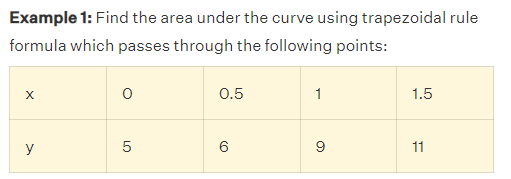 Example 1: Find the area under the curve using trapezoidal rule
formula which passes through the following points:
x 0 0.5 1 1.5
y 5 6 9 11